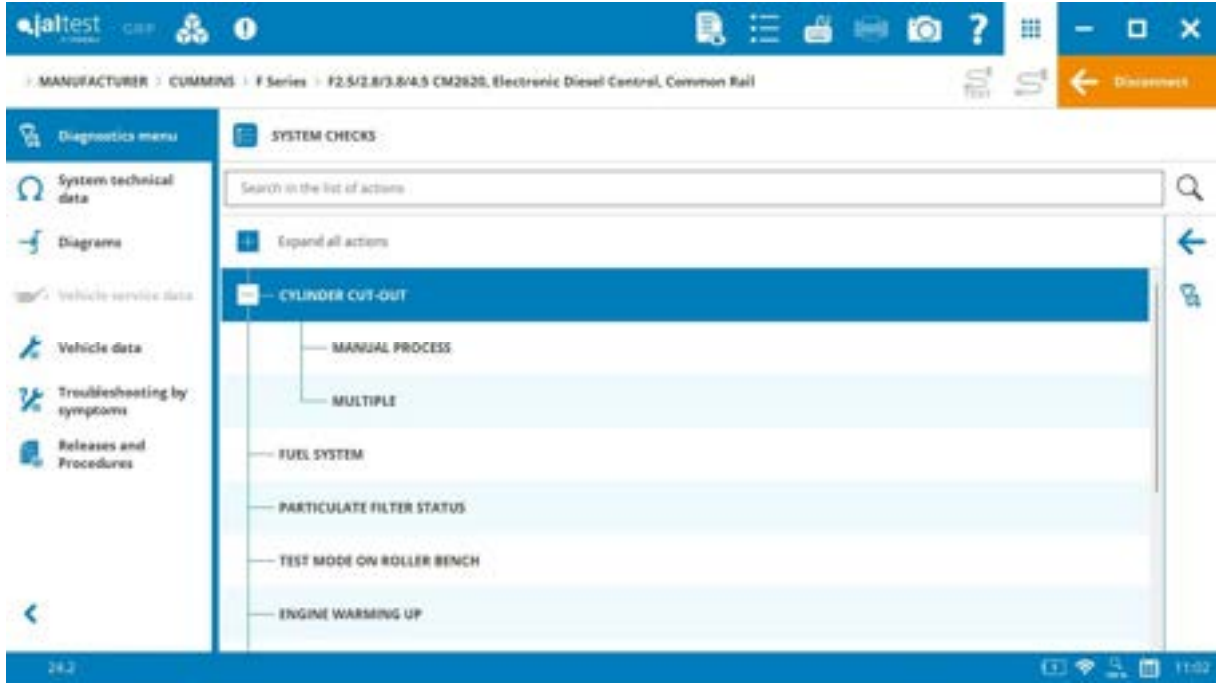 jaltest
MANUFACTURER CUMMINS F Series F2.5/2.8/3.8/4.5 CM2620, Electronic Diesel Control, Common Rail
TEST
Disconnect
Diagnostics menu
SYSTEM CHECKS
System technical
data
Search in the list of actions
Diagrams
Expand all actions
Vehicle service data
CYLINDER CUT-OUT
Vehicle data
MANUAL PROCESS
Troubleshooting by
symptoms
MULTIPLE
Releases and
Procedures
FUEL SYSTEM
PARTICULATE FILTER STATUS
TEST MODE ON ROLLER BENCH
ENGINE WARMING UP
24.2
11:02